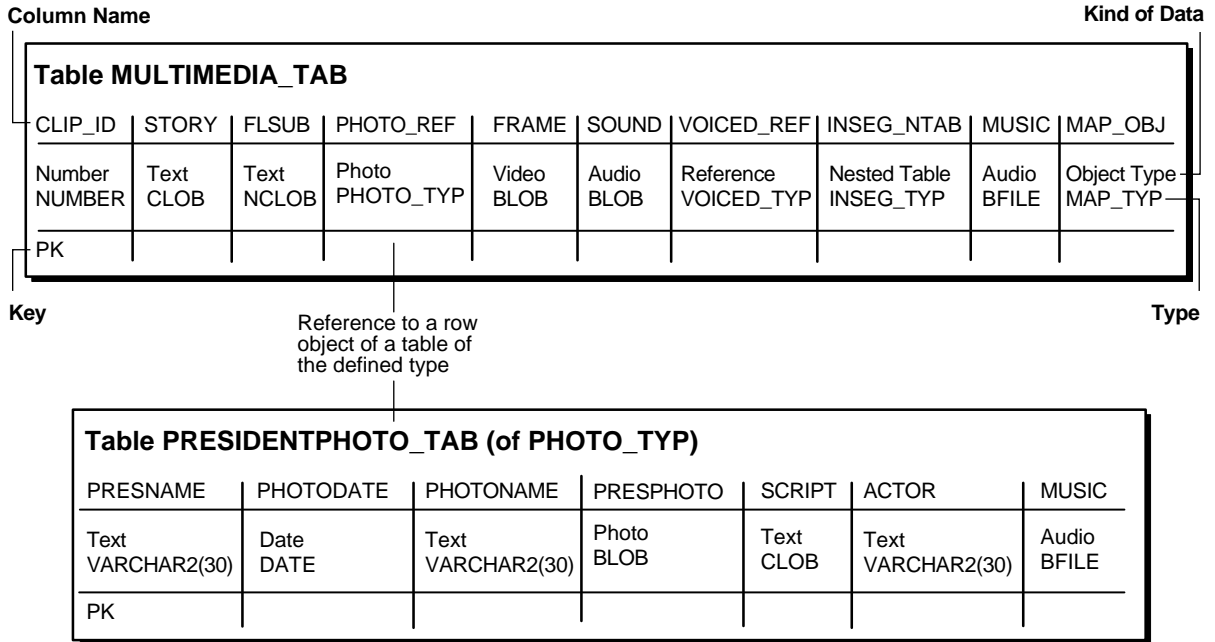 Column Name
Kind of Data
Table MULTIMEDIA_TAB
CLIP_ID STORY FLSUB PHOTO_REF FRAME SOUND VOICED_REF INSEG_NTAB MUSIC MAP_OBJ
Number Text Text Photo Video Audio Reference Nested Table Audio Object Type
NUMBER CLOB NCLOB PHOTO_TYP BLOB BLOB VOICED_TYP INSEG_TYP BFILE MAP_TYP
PK
Key
Type
Reference to a row
object of a table of
the defined type
Table PRESIDENTPHOTO_TAB (of PHOTO_TYP)
PRESNAME PHOTODATE PHOTONAME PRESPHOTO SCRIPT ACTOR MUSIC
Text Date Text Photo Text Text Audio
VARCHAR2(30) DATE VARCHAR2(30) BLOB CLOB VARCHAR2(30) BFILE
PK